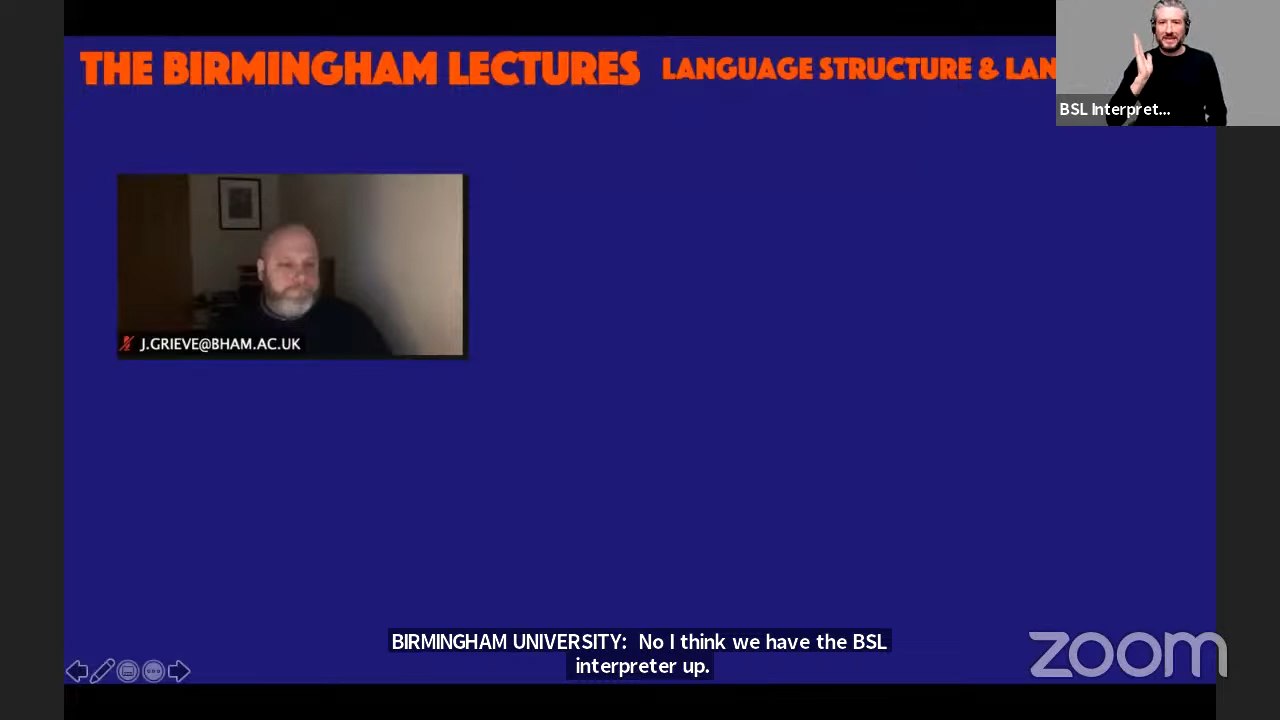 THE BIRMINGHAM LECTURES LANGUAGE STRUCTURE & LAN
BSL Interpret...
J.GRIEVE@BHAM.AC.UK
BIRMINGHAM UNIVERSITY: No I think we have the BSL
interpreter up.
zoom